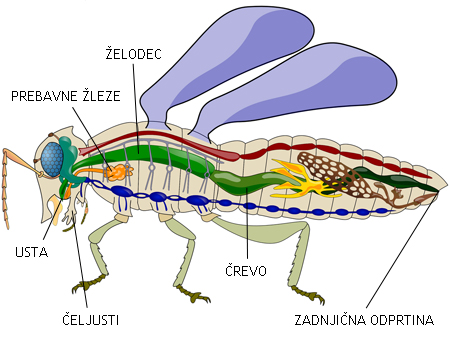 ŽELODEC
PREBAVNE ŽLEZE
USTA
ČREVO
ČELJUSTI
ZADNJIČNA ODPRTINA